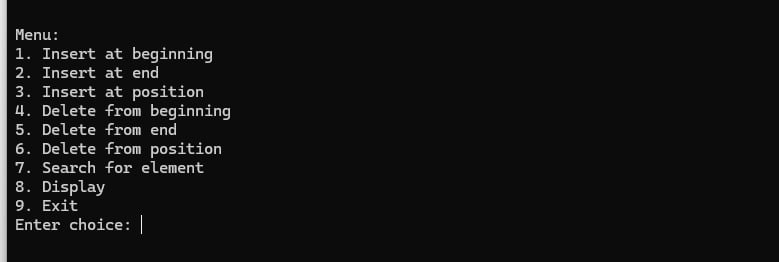 Menu:
1. Insert at beginning
2. Insert at end
3. Insert at position
4. Delete from beginning
5. Delete from end
6. Delete from position
7. Search for element
8. Display
9. Exit
Enter choice: